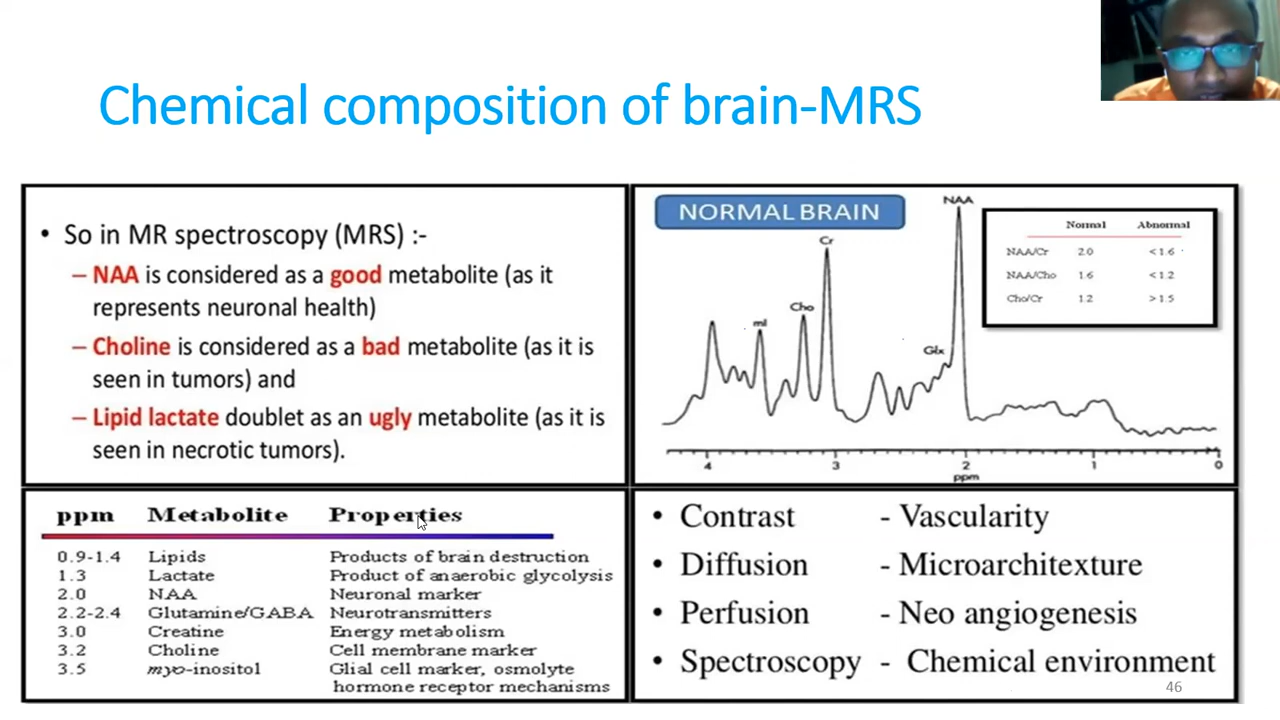 Chemical composition of brain-MRS
• So in MR spectroscopy (MRS) :-
– NAA is considered as a good metabolite (as it
represents neuronal health)
– Choline is considered as a bad metabolite (as it is
seen in tumors) and
– Lipid lactate doublet as an ugly metabolite (as it is
seen in necrotic tumors).
NORMAL BRAIN
NAA
Cr
Cho
mI
Glx
Normal Abnormal
NAA/Cr 2.0 <1.6
NAA/Cho 1.6 <1.2
Cho/Cr 1.2 >1.5
4 3 2 1 0
ppm
ppm Metabolite Properties
0.9-1.4 Lipids Products of brain destruction
1.3 Lactate Product of anaerobic glycolysis
2.0 NAA Neuronal marker
2.2-2.4 Glutamine/GABA Neurotransmitters
3.0 Creatine Energy metabolism
3.2 Choline Cell membrane marker
3.5 myo-inositol Glial cell marker, osmolyte
hormone receptor mechanisms
• Contrast - Vascularity
• Diffusion - Microarchitexture
• Perfusion - Neo angiogenesis
• Spectroscopy - Chemical environment
46